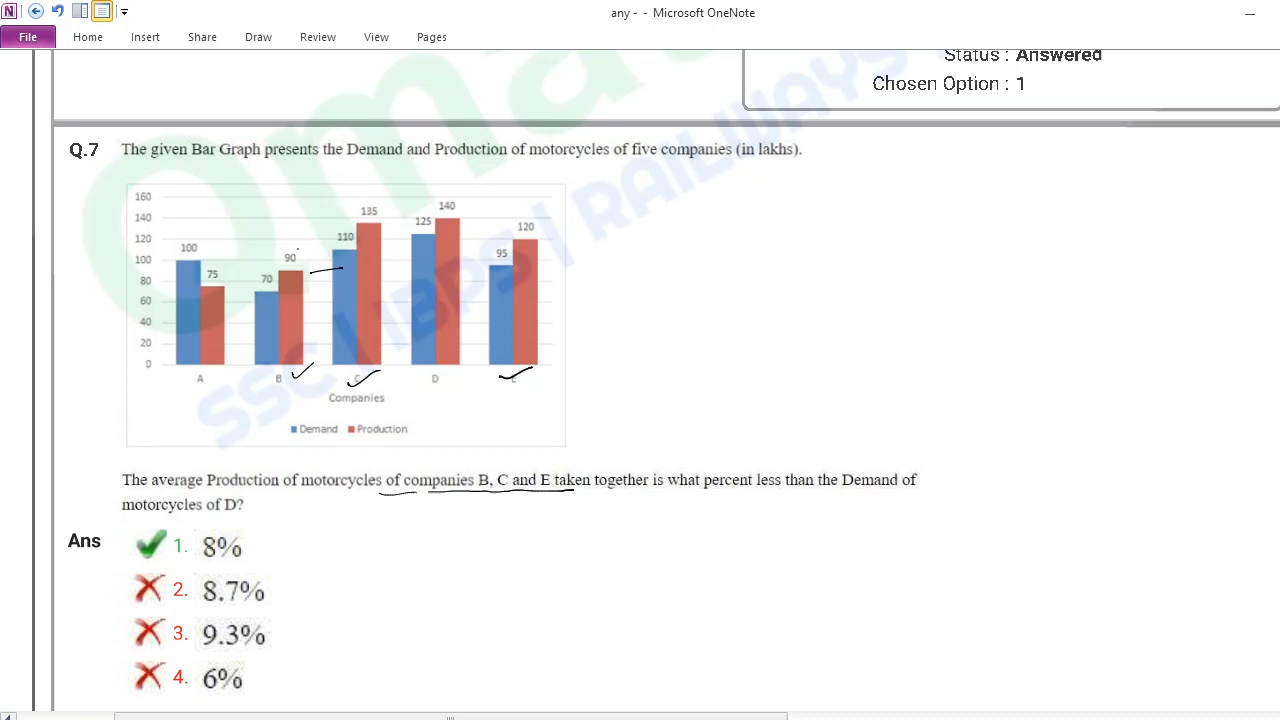 any - - Microsoft OneNote
File Home Insert Share Draw Review View Pages
Status : Answered
Chosen Option : 1
Q.7 The given Bar Graph presents the Demand and Production of motorcycles of five companies (in lakhs).
160
140
120
100
80
60
40
20
0
100 75 70 90 110 135 125 140 95 120
A B C D E
Companies
Demand Production
SSC | IBPS | RAILWAYS
The average Production of motorcycles of companies B, C and E taken together is what percent less than the Demand of
motorcycles of D?
Ans 1. 8%
2. 8.7%
3. 9.3%
4. 6%